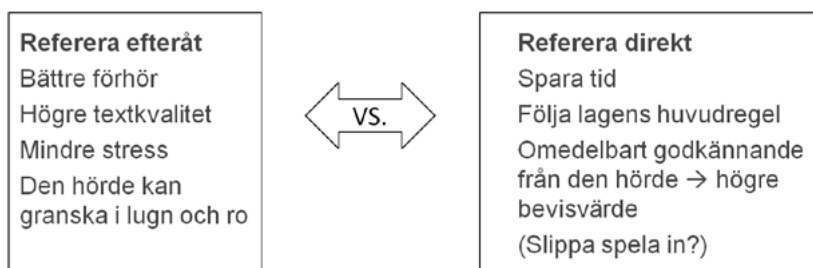 Referera efteråt
Bättre förhör
Högre textkvalitet
Mindre stress
Den hörde kan
granska i lugn och ro
VS.
Referera direkt
Spara tid
Följa lagens huvudregel
Omedelbart godkännande
från den hörde → högre
bevisvärde
(Slippa spela in?)